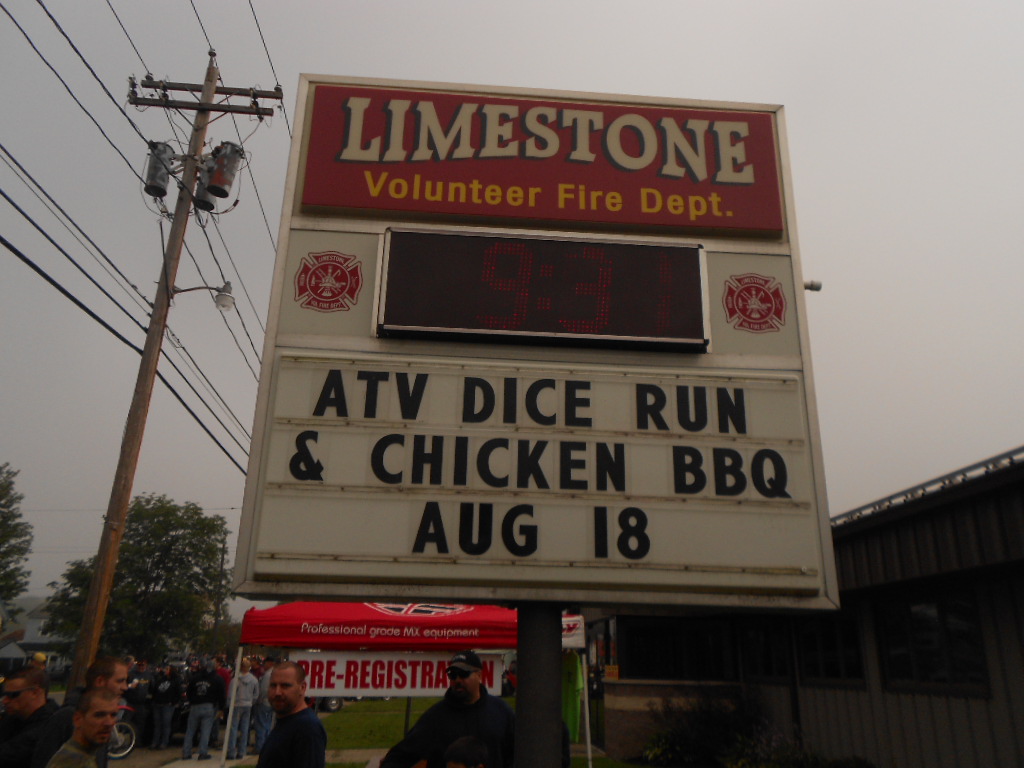 LIMESTONE
Volunteer Fire Dept.
9:31
ATV DICE RUN
& CHICKEN BBQ
AUG 18
Professional grade MX equipment
PRE-REGISTRATION